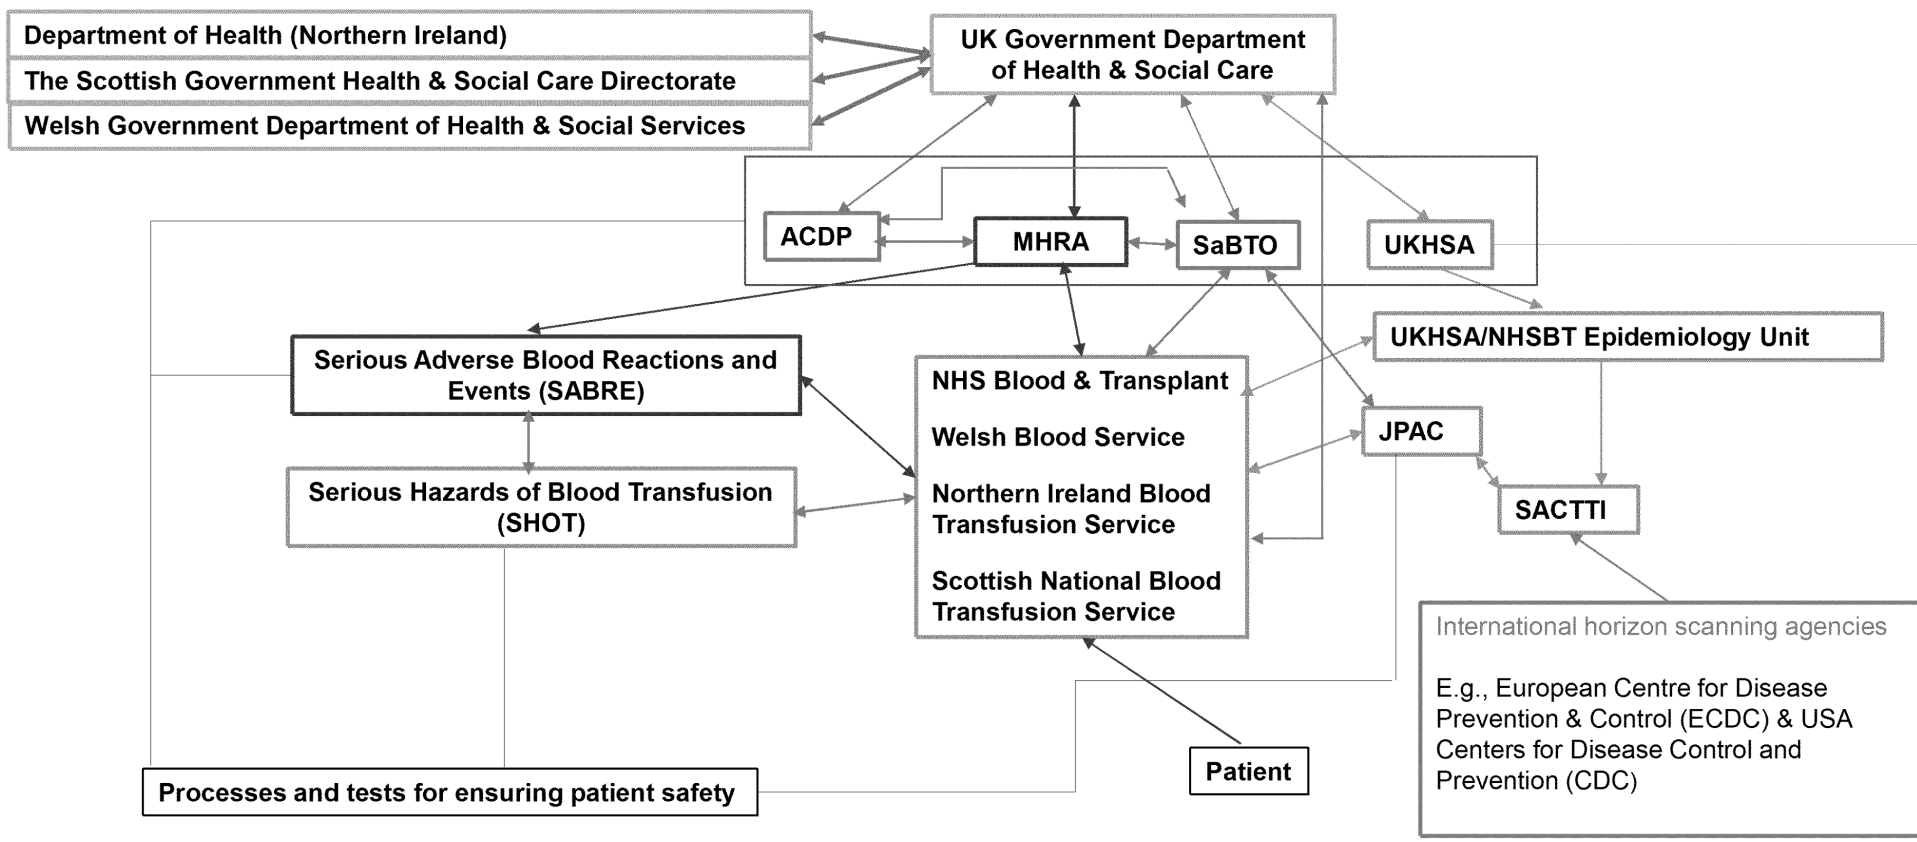 Department of Health (Northern Ireland)
The Scottish Government Health & Social Care Directorate
Welsh Government Department of Health & Social Services
UK Government Department
of Health & Social Care
ACDP
MHRA
SaBTO
UKHSA
UKHSA/NHSBT Epidemiology Unit
Serious Adverse Blood Reactions and
Events (SABRE)
NHS Blood & Transplant
Welsh Blood Service
Northern Ireland Blood
Transfusion Service
Scottish National Blood
Transfusion Service
JPAC
SACTTI
Serious Hazards of Blood Transfusion
(SHOT)
International horizon scanning agencies
E.g., European Centre for Disease
Prevention & Control (ECDC) & USA
Centers for Disease Control and
Prevention (CDC)
Patient
Processes and tests for ensuring patient safety